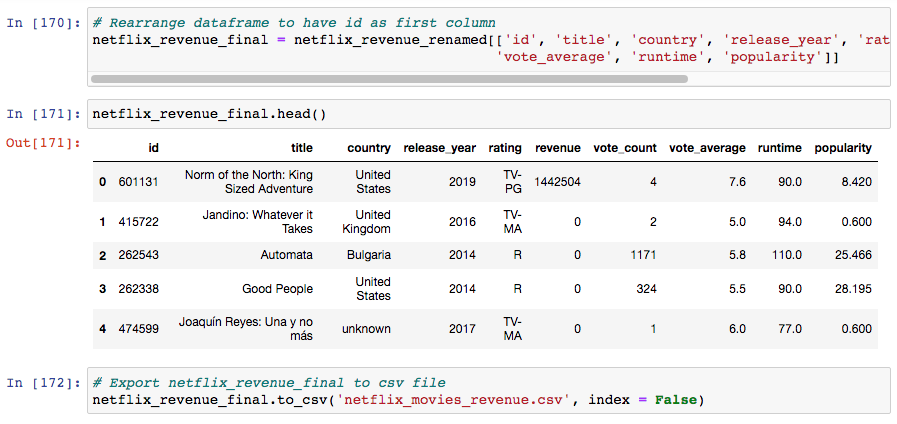 In [170]: # Rearrange dataframe to have id as first column
netflix_revenue_final = netflix_revenue_renamed[['id', 'title', 'country', 'release_year', 'rat
'vote_average', 'runtime', 'popularity']]
In [171]: netflix_revenue_final.head()
Out[171]:
id title country release_year rating revenue vote_count vote_average runtime popularity
0 601131 Norm of the North: King Sized Adventure United States 2019 TV-PG 1442504 4 7.6 90.0 8.420
1 415722 Jandino: Whatever it Takes United Kingdom 2016 TV-MA 0 2 5.0 94.0 0.600
2 262543 Automata Bulgaria 2014 R 0 1171 5.8 110.0 25.466
3 262338 Good People United States 2014 R 0 324 5.5 90.0 28.195
4 474599 Joaquín Reyes: Una y no más unknown 2017 TV-MA 0 1 6.0 77.0 0.600
In [172]: # Export netflix_revenue_final to csv file
netflix_revenue_final.to_csv('netflix_movies_revenue.csv', index = False)